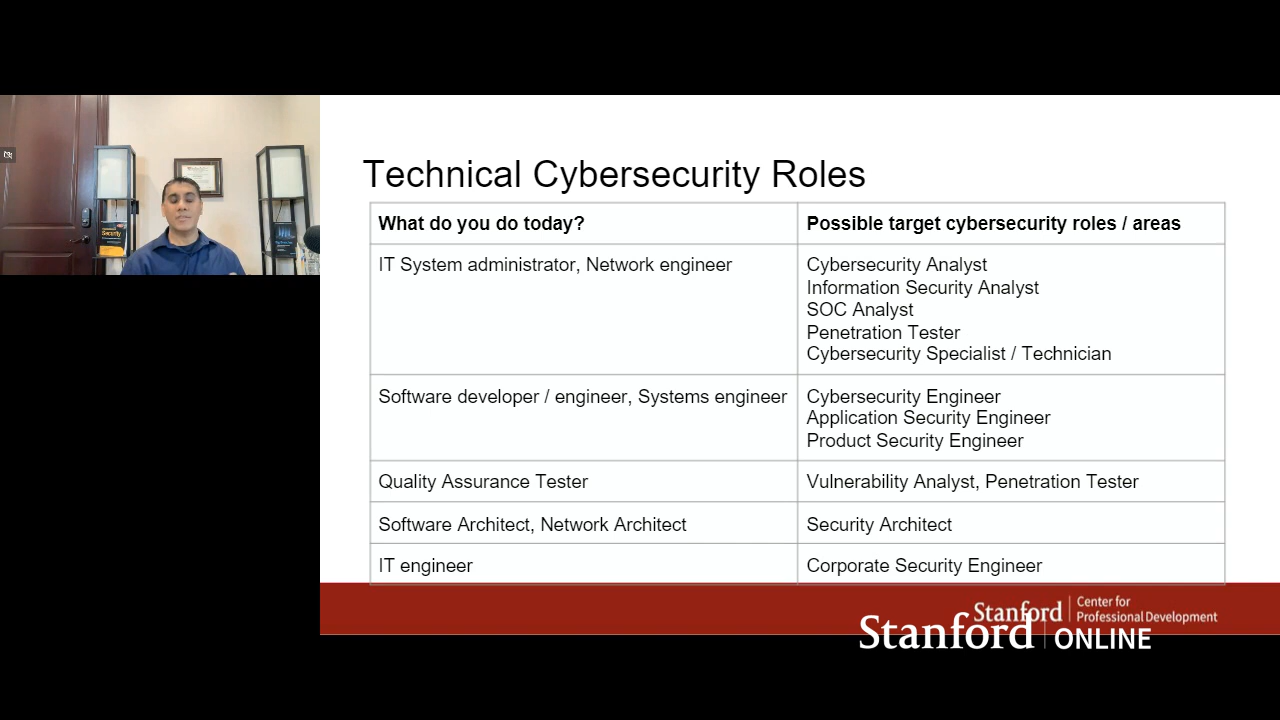 Technical Cybersecurity Roles
What do you do today?
Possible target cybersecurity roles / areas
IT System administrator, Network engineer
Cybersecurity Analyst
Information Security Analyst
SOC Analyst
Penetration Tester
Cybersecurity Specialist / Technician
Software developer / engineer, Systems engineer
Cybersecurity Engineer
Application Security Engineer
Product Security Engineer
Quality Assurance Tester
Vulnerability Analyst, Penetration Tester
Software Architect, Network Architect
Security Architect
IT engineer
Corporate Security Engineer
Stanford
Center for
Professional Development
Stanford ONLINE
Security